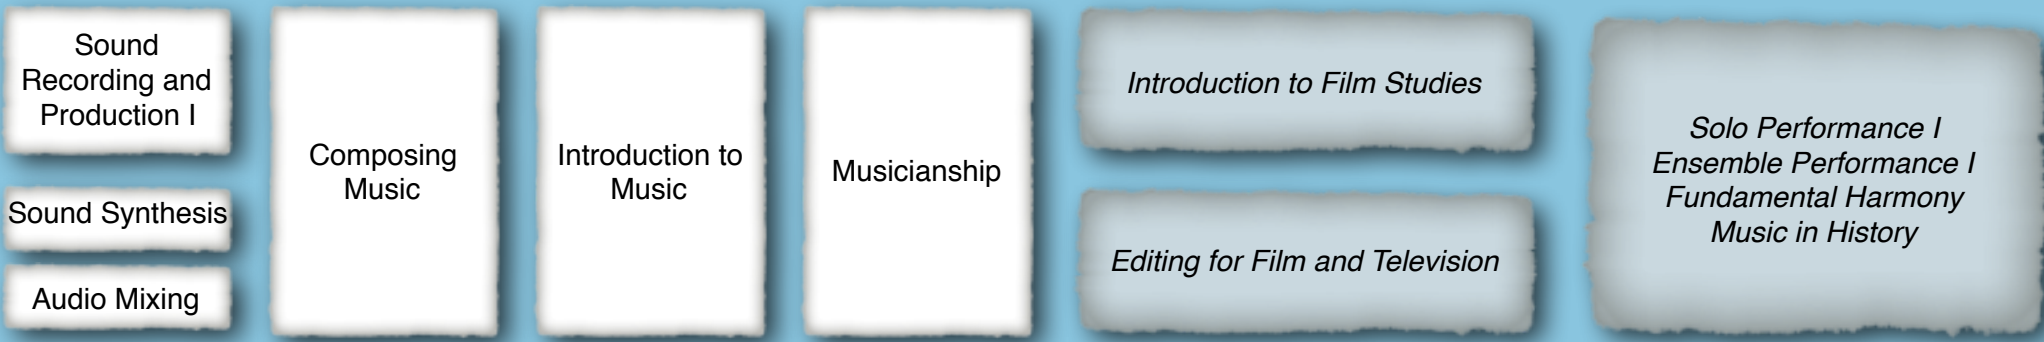 Sound
Recording and
Production I
Sound Synthesis
Audio Mixing
Composing
Music
Introduction to
Music
Musicianship
Introduction to Film Studies
Editing for Film and Television
Solo Performance I
Ensemble Performance I
Fundamental Harmony
Music in History